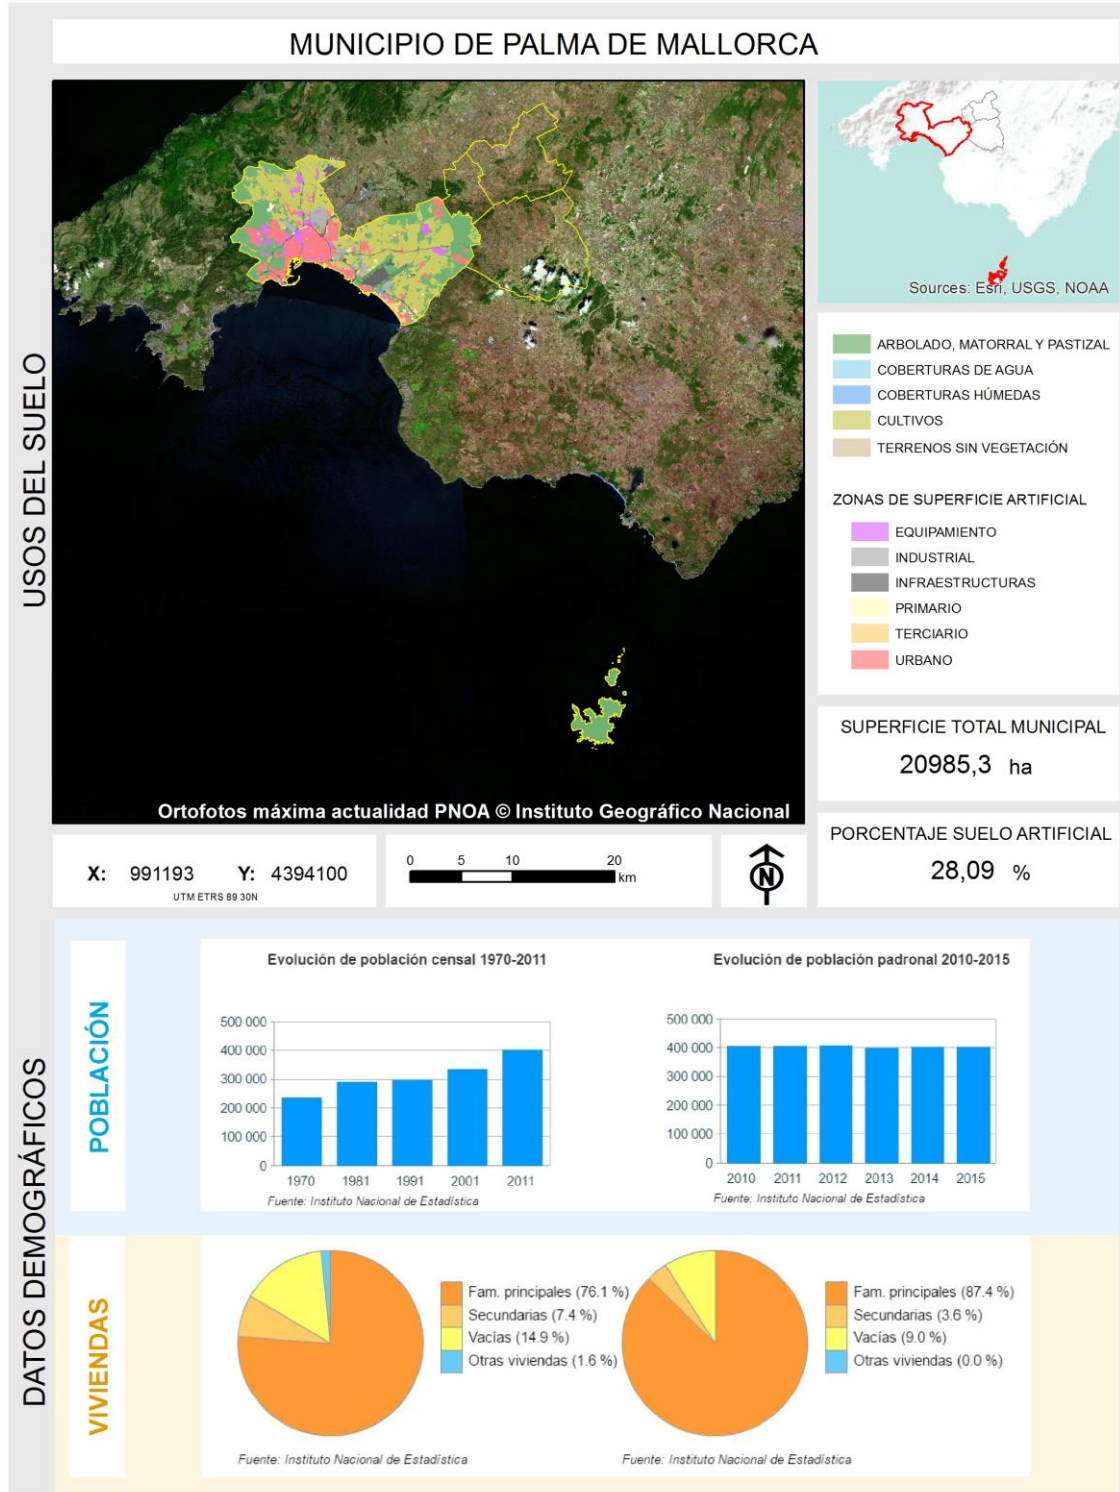 MUNICIPIO DE PALMA DE MALLORCA
USOS DEL SUELO
Ortofotos máxima actualidad PNOA © Instituto Geográfico Nacional
Sources: Esri, USGS, NOAA
ARBOLADO, MATORRAL Y PASTIZAL
COBERTURAS DE AGUA
COBERTURAS HÚMEDAS
CULTIVOS
TERRENOS SIN VEGETACIÓN
ZONAS DE SUPERFICIE ARTIFICIAL
EQUIPAMIENTO
INDUSTRIAL
INFRAESTRUCTURAS
PRIMARIO
TERCIARIO
URBANO
SUPERFICIE TOTAL MUNICIPAL
20985,3 ha
PORCENTAJE SUELO ARTIFICIAL
28,09 %
X: 991193 Y: 4394100
UTM ETRS 89 30N
0 5 10 20
km
N
DATOS DEMOGRÁFICOS
POBLACIÓN
Evolución de población censal 1970-2011
500 000
400 000
300 000
200 000
100 000
0
1970 1981 1991 2001 2011
Fuente: Instituto Nacional de Estadística
Evolución de población padronal 2010-2015
500 000
400 000
300 000
200 000
100 000
0
2010 2011 2012 2013 2014 2015
Fuente: Instituto Nacional de Estadística
VIVIENDAS
Fam. principales (76.1 %)
Secundarias (7.4 %)
Vacías (14.9 %)
Otras viviendas (1.6 %)
Fuente: Instituto Nacional de Estadística
Fam. principales (87.4 %)
Secundarias (3.6 %)
Vacías (9.0 %)
Otras viviendas (0.0 %)
Fuente: Instituto Nacional de Estadística